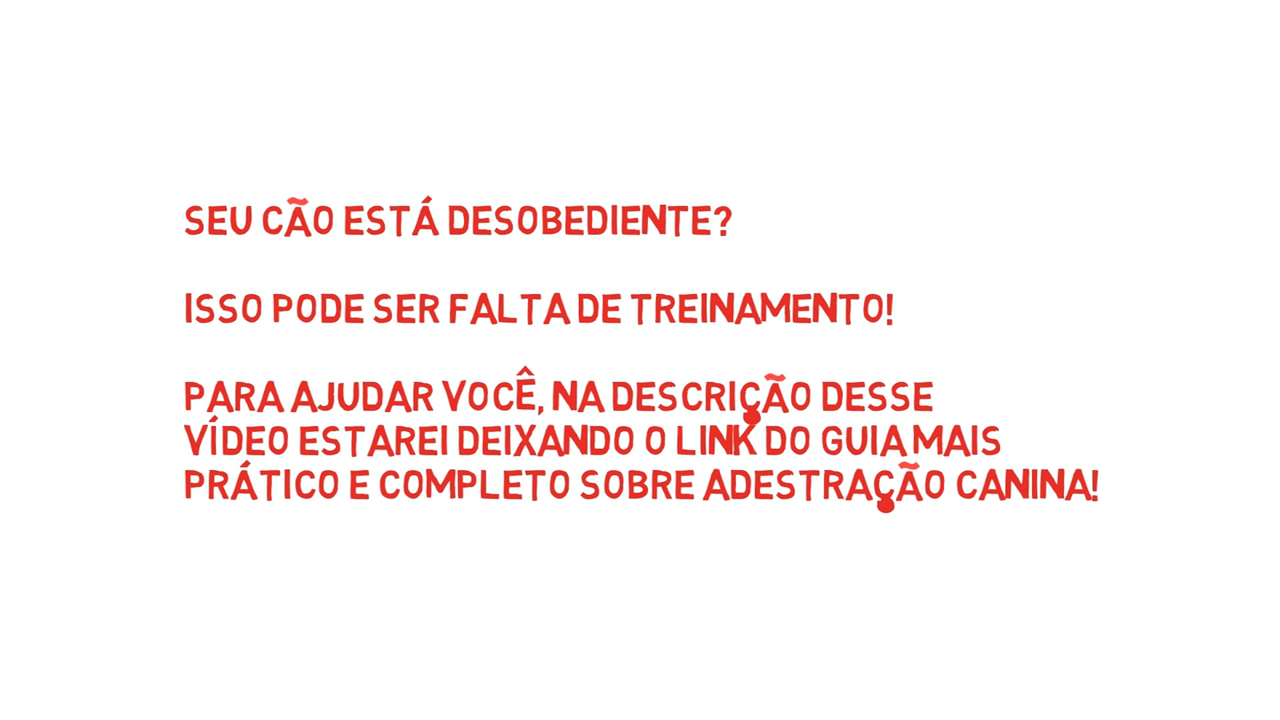 SEU CÃO ESTÁ DESOBEDIENTE?
ISSO PODE SER FALTA DE TREINAMENTO!
PARA AJUDAR VOCÊ, NA DESCRIÇÃO DESSE
VÍDEO ESTAREI DEIXANDO O LINK DO GUIA MAIS
PRÁTICO E COMPLETO SOBRE ADESTRAÇÃO CANINA!